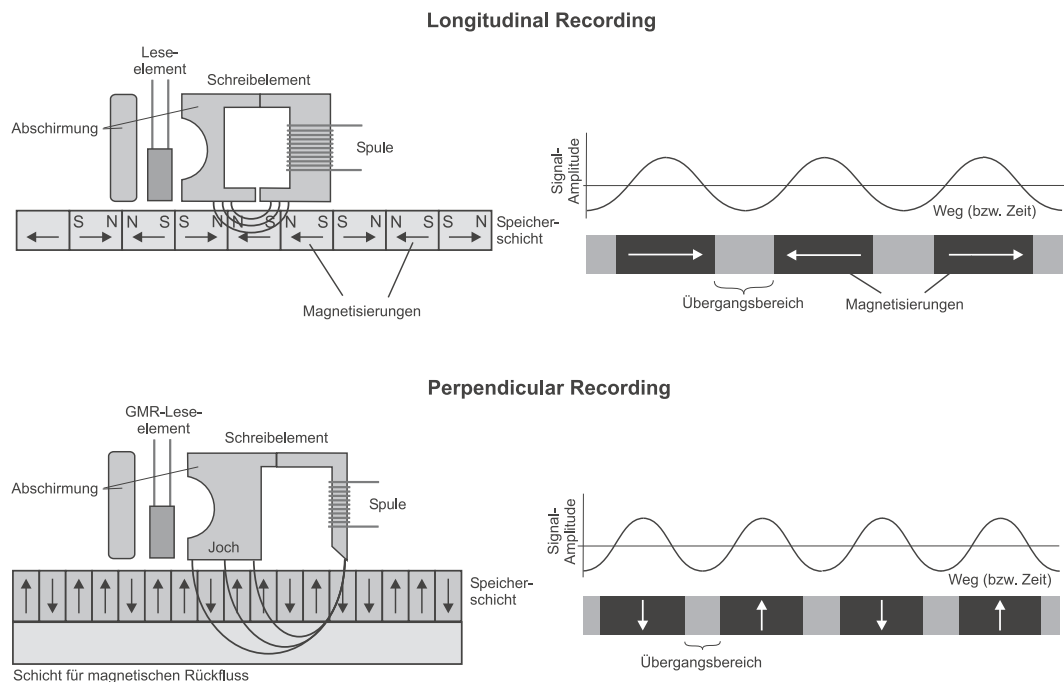 Longitudinal Recording
Lese-
element
Schreibelement
Abschirmung
Spule
S N N S S N N S S N N S S N
Speicher-
schicht
Magnetisierungen
Signal-
Amplitude
Weg (bzw. Zeit)
Übergangsbereich
Magnetisierungen
Perpendicular Recording
GMR-Lese-
element
Schreibelement
Abschirmung
Spule
Joch
Speicher-
schicht
Schicht für magnetischen Rückfluss
Signal-
Amplitude
Weg (bzw. Zeit)
Übergangsbereich